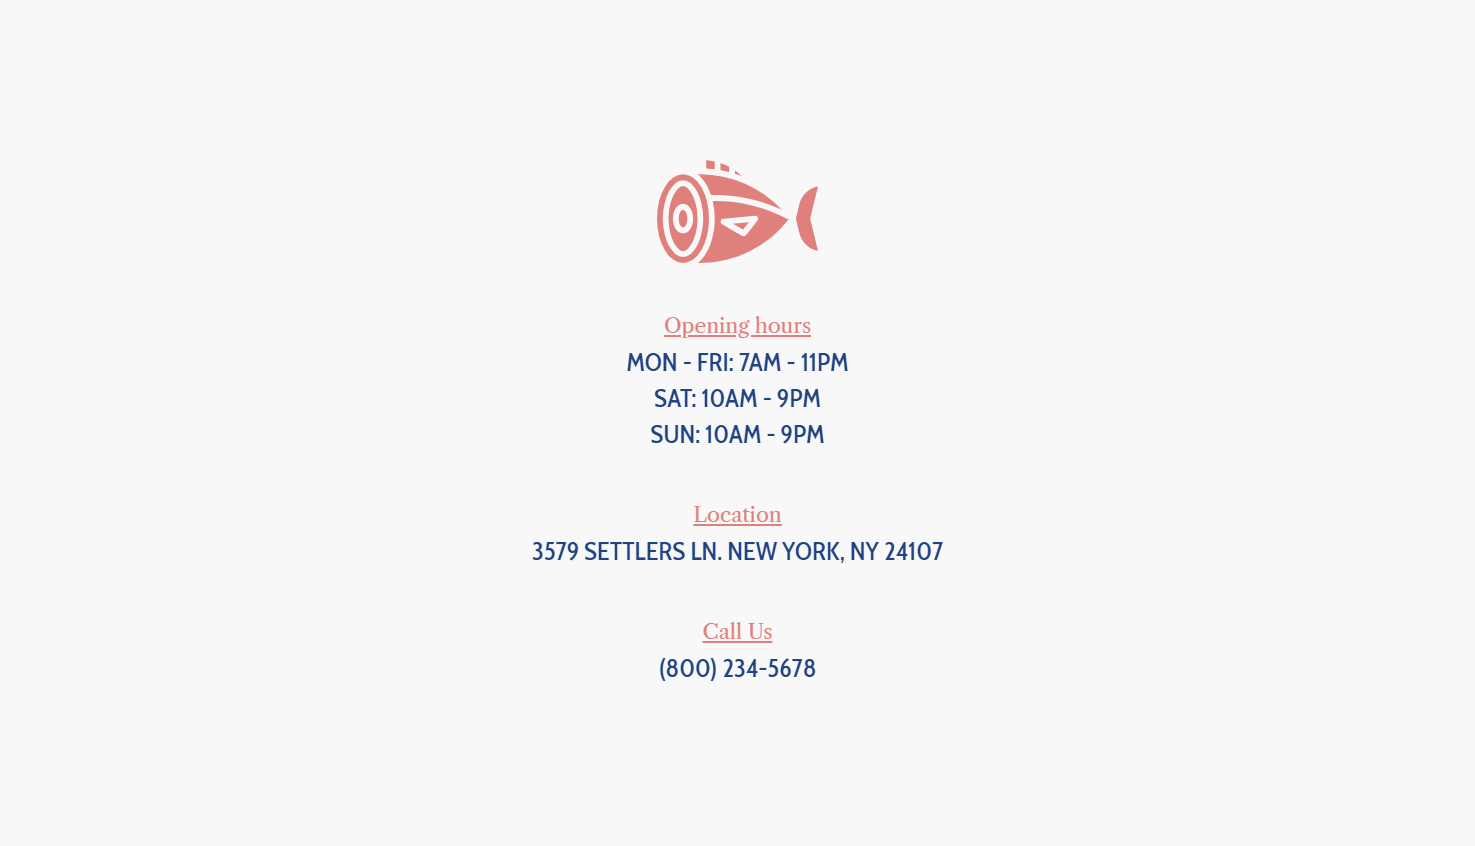 Opening hours
MON - FRI: 7AM - 11PM
SAT: 10AM - 9PM
SUN: 10AM - 9PM
Location
3579 SETTLERS LN. NEW YORK, NY 24107
Call Us
(800) 234-5678